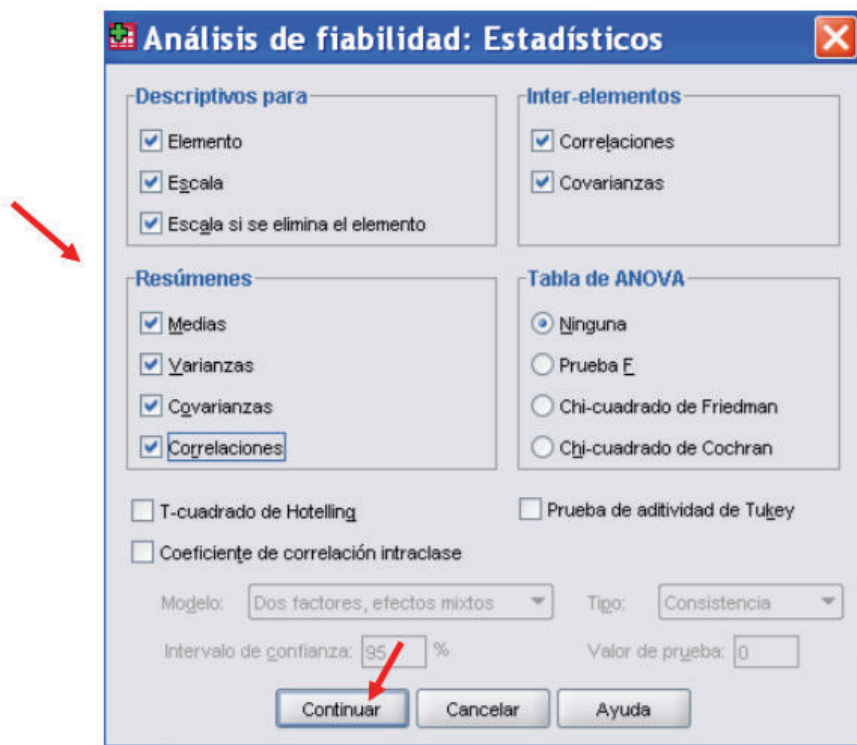 Análisis de fiabilidad: Estadísticos
Descriptivos para
Elemento
Escala
Escala si se elimina el elemento
Inter-elementos
Correlaciones
Covarianzas
Resúmenes
Medias
Varianzas
Covarianzas
Correlaciones
Tabla de ANOVA
Ninguna
Prueba F
Chi-cuadrado de Friedman
Chi-cuadrado de Cochran
T-cuadrado de Hotelling
Prueba de aditividad de Tukey
Coeficiente de correlación intraclase
Modelo: Dos factores, efectos mixtos Tipo: Consistencia
Intervalo de confianza: 95 % Valor de prueba: 0
Continuar Cancelar Ayuda